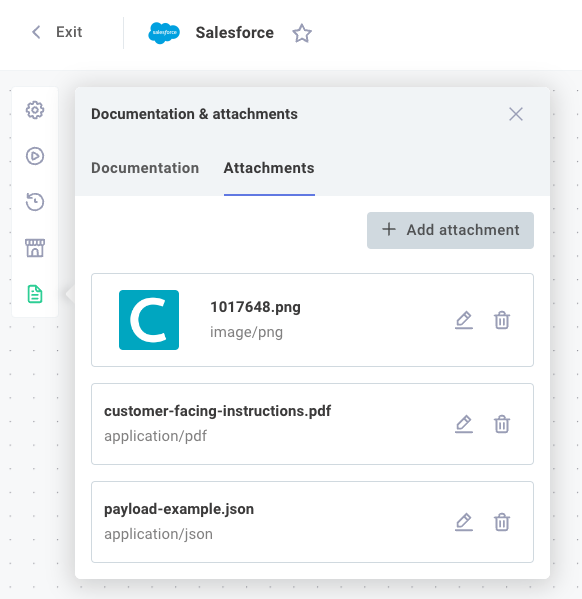 Exit
salesforce
Salesforce
Documentation & attachments
Documentation
Attachments
Add attachment
C
1017648.png
image/png
customer-facing-instructions.pdf
application/pdf
payload-example.json
application/json